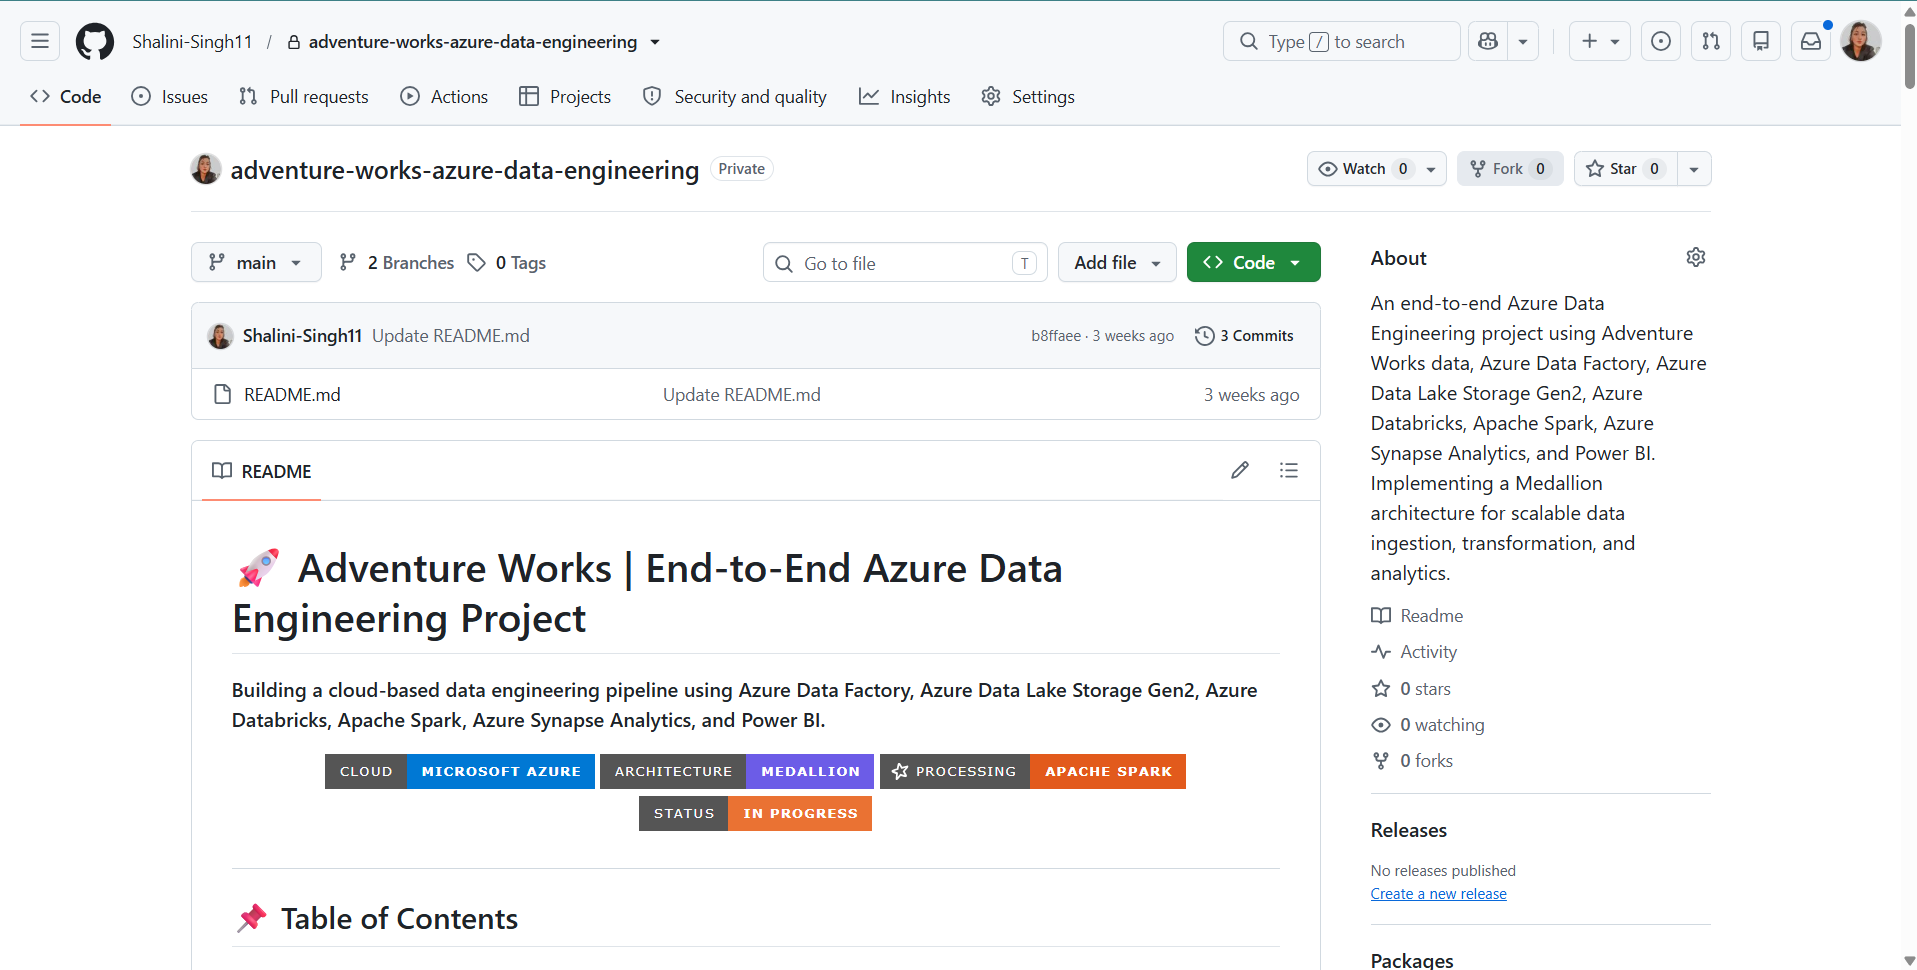 Shalini-Singh11 / adventure-works-azure-data-engineering
Type / to search
Code Issues Pull requests Actions Projects Security and quality Insights Settings
adventure-works-azure-data-engineering Private
Watch 0 Fork 0 Star 0
main 2 Branches 0 Tags
Go to file T Add file Code
Shalini-Singh11 Update README.md b8ffaee · 3 weeks ago 3 Commits
README.md Update README.md 3 weeks ago
README
🚀 Adventure Works | End-to-End Azure Data
Engineering Project
Building a cloud-based data engineering pipeline using Azure Data Factory, Azure Data Lake Storage Gen2, Azure
Databricks, Apache Spark, Azure Synapse Analytics, and Power BI.
CLOUD MICROSOFT AZURE ARCHITECTURE MEDALLION PROCESSING APACHE SPARK
STATUS IN PROGRESS
📌 Table of Contents
About
An end-to-end Azure Data
Engineering project using Adventure
Works data, Azure Data Factory, Azure
Data Lake Storage Gen2, Azure
Databricks, Apache Spark, Azure
Synapse Analytics, and Power BI.
Implementing a Medallion
architecture for scalable data
ingestion, transformation, and
analytics.
Readme
Activity
0 stars
0 watching
0 forks
Releases
No releases published
Create a new release
Packages